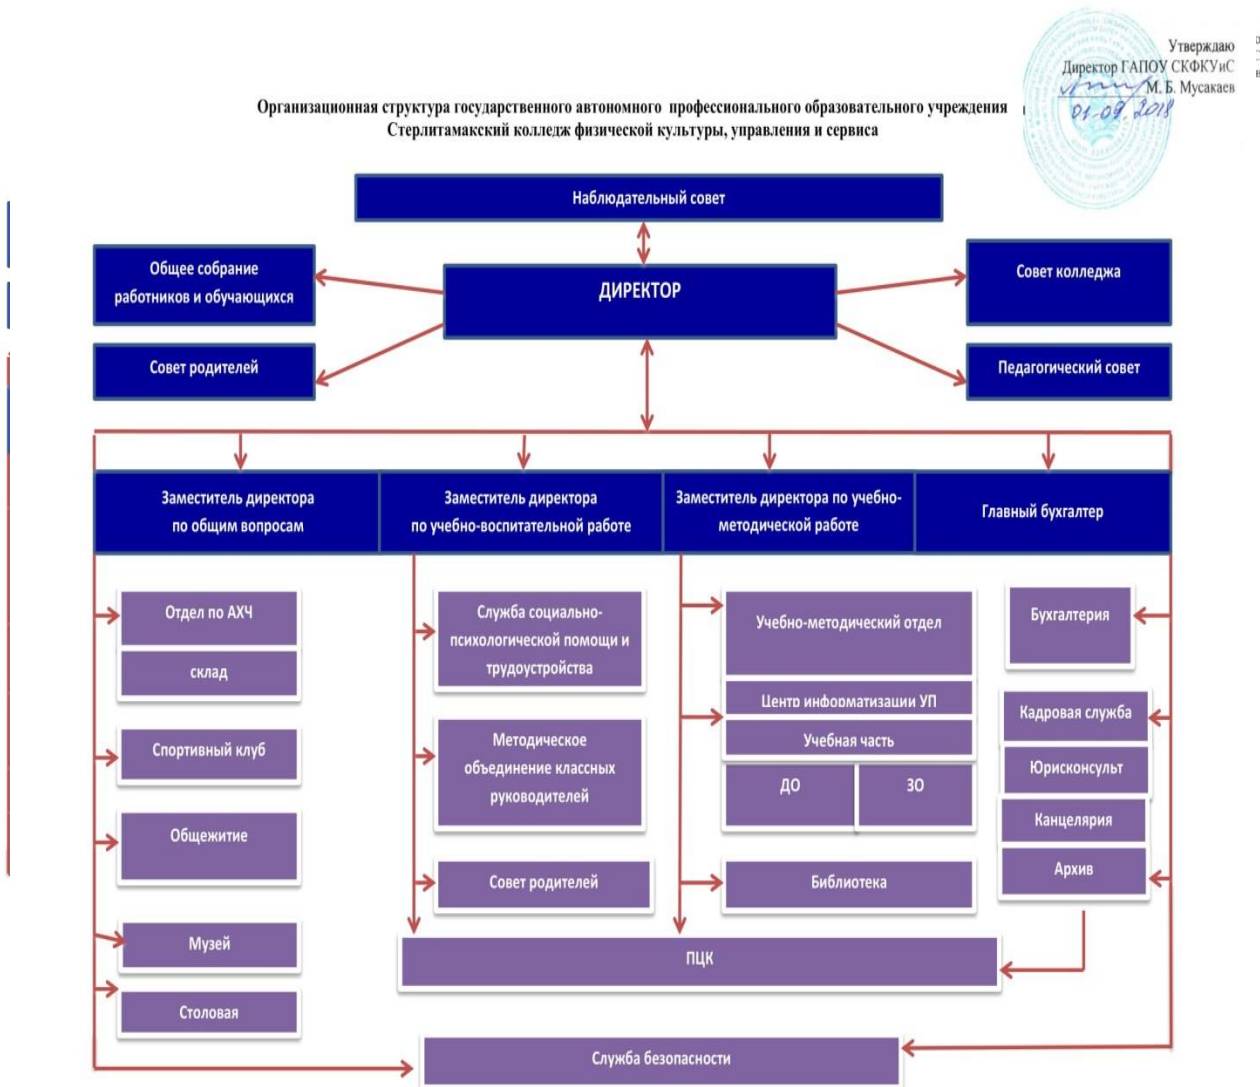 Утверждаю
Директор ГАПОУ СКФКУиС
М. Б. Мусакаев
01.09.2018
Организационная структура государственного автономного профессионального образовательного учреждения
Стерлитамакский колледж физической культуры, управления и сервиса
Наблюдательный совет
Общее собрание
работников и обучающихся
ДИРЕКТОР
Совет колледжа
Совет родителей
Педагогический совет
Заместитель директора
по общим вопросам
Заместитель директора
по учебно-воспитательной работе
Заместитель директора по учебно-
методической работе
Главный бухгалтер
Отдел по АХЧ
склад
Спортивный клуб
Общежитие
Музей
Столовая
Служба социально-
психологической помощи и
трудоустройства
Методическое
объединение классных
руководителей
Совет родителей
Учебно-методический отдел
Центр информатизации УП
Учебная часть
ДО
ЗО
Библиотека
Бухгалтерия
Кадровая служба
Юрисконсульт
Канцелярия
Архив
ПЦК
Служба безопасности